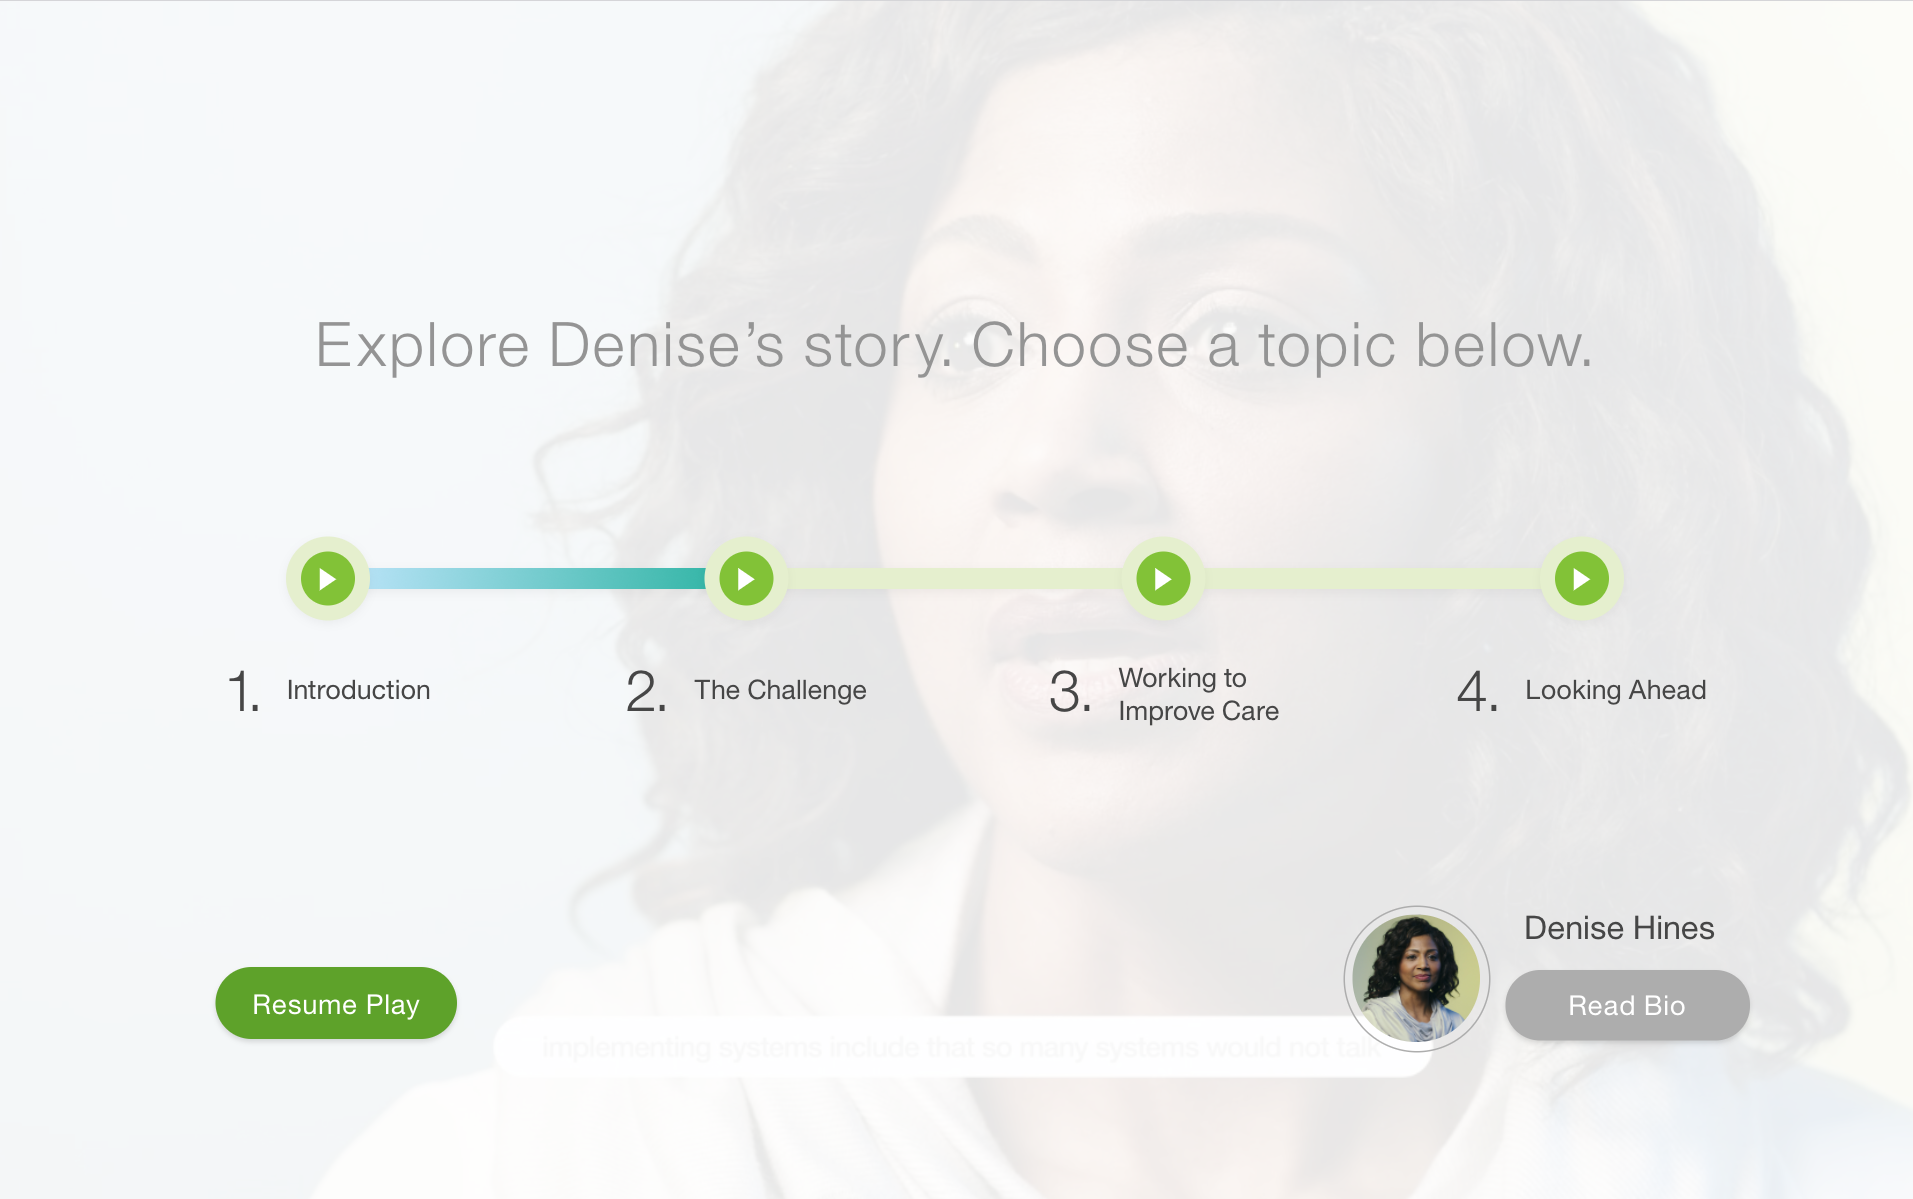 Explore Denise’s story. Choose a topic below.
1. Introduction
2. The Challenge
3. Working to
Improve Care
4. Looking Ahead
Denise Hines
Resume Play
Read Bio
implementing systems include that so many systems would not talk